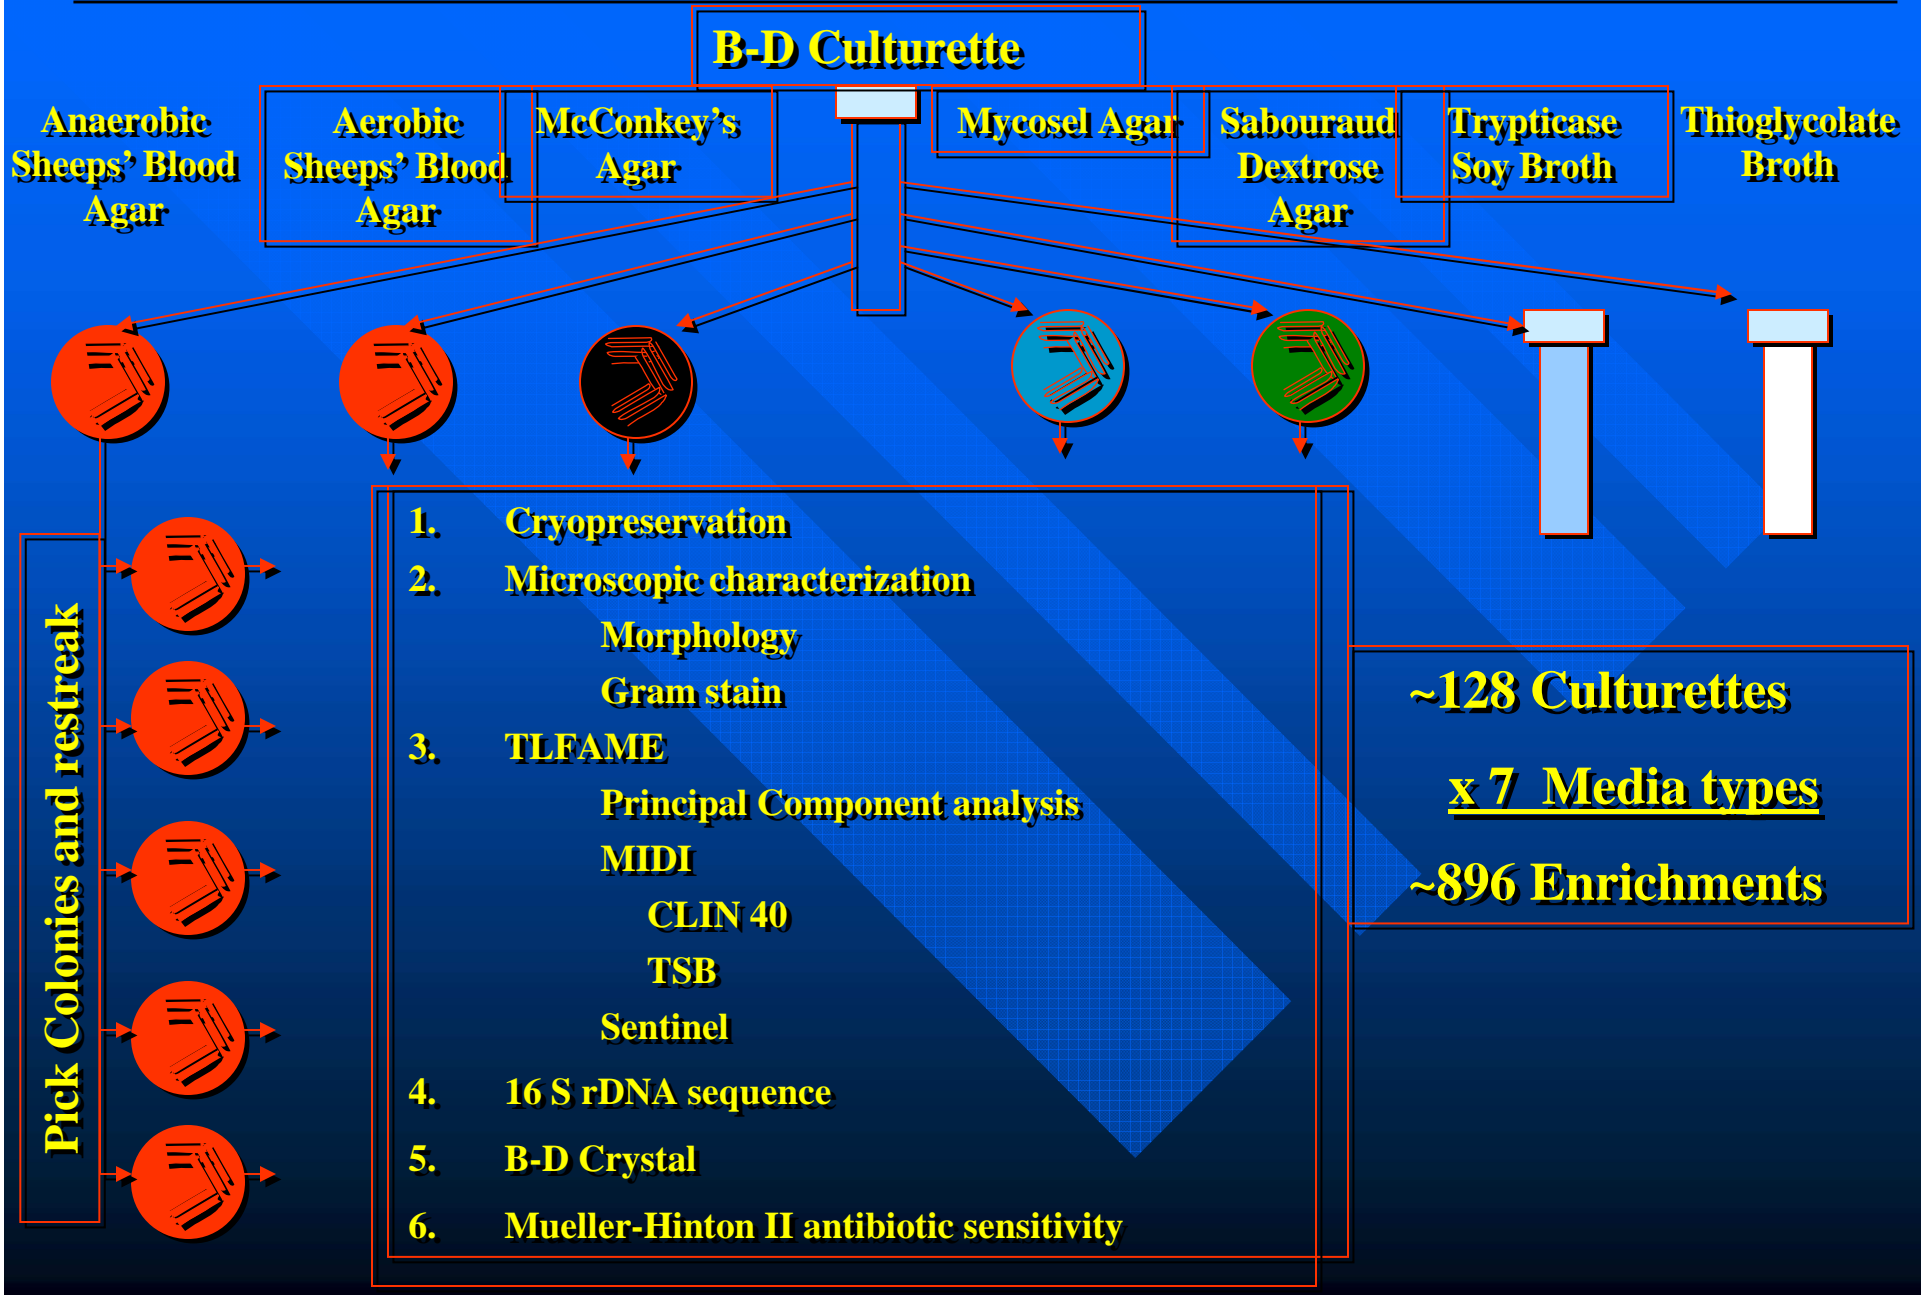 B-D Culturette
Anaerobic
Sheeps’ Blood
Agar
Aerobic
Sheeps’ Blood
Agar
McConkey’s
Agar
Mycosel Agar
Sabouraud
Dextrose
Agar
Trypticase
Soy Broth
Thioglycolate
Broth
Pick Colonies and restreak
1. Cryopreservation
2. Microscopic characterization
Morphology
Gram stain
3. TLFAME
Principal Component analysis
MIDI
CLIN 40
TSB
Sentinel
4. 16 S rDNA sequence
5. B-D Crystal
6. Mueller-Hinton II antibiotic sensitivity
~128 Culturettes
x 7 Media types
~896 Enrichments